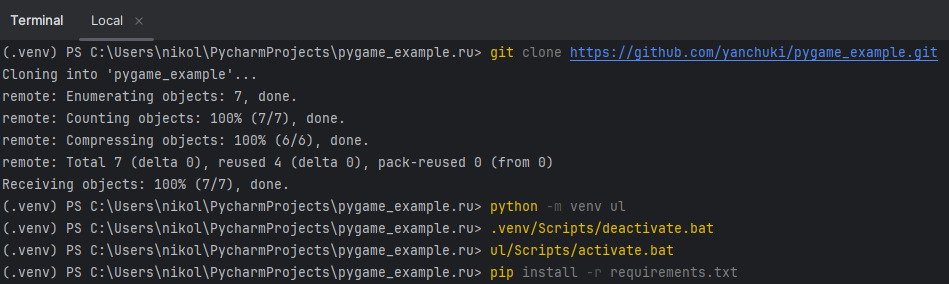 Terminal Local ×
(.venv) PS C:\Users\nikol\PycharmProjects\pygame_example.ru> git clone https://github.com/yanchuki/pygame_example.git
Cloning into 'pygame_example'...
remote: Enumerating objects: 7, done.
remote: Counting objects: 100% (7/7), done.
remote: Compressing objects: 100% (6/6), done.
remote: Total 7 (delta 0), reused 4 (delta 0), pack-reused 0 (from 0)
Receiving objects: 100% (7/7), done.
(.venv) PS C:\Users\nikol\PycharmProjects\pygame_example.ru> python -m venv ul
(.venv) PS C:\Users\nikol\PycharmProjects\pygame_example.ru> .venv/Scripts/deactivate.bat
(.venv) PS C:\Users\nikol\PycharmProjects\pygame_example.ru> ul/Scripts/activate.bat
(.venv) PS C:\Users\nikol\PycharmProjects\pygame_example.ru> pip install -r requirements.txt